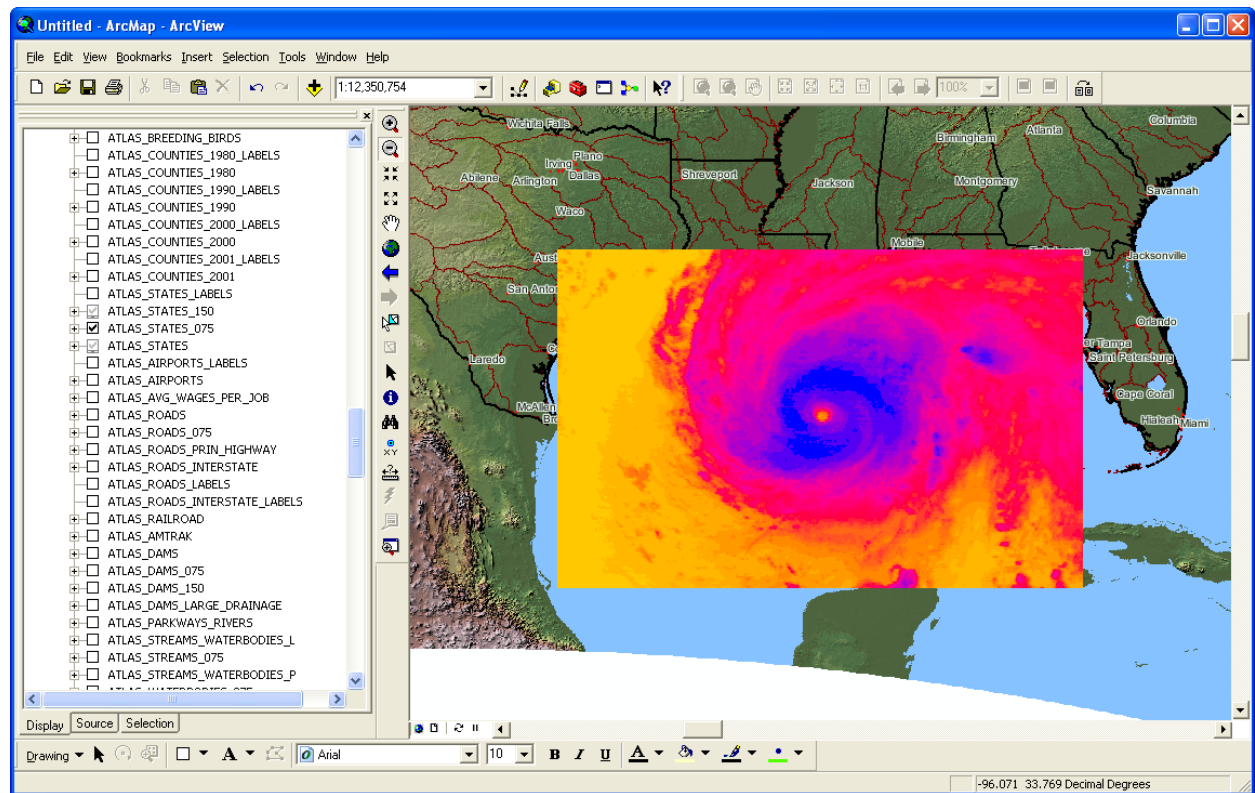 Untitled - ArcMap - ArcView
File Edit View Bookmarks Insert Selection Tools Window Help
1:12,350,754
100%
ATLAS_BREEDING_BIRDS
ATLAS_COUNTIES_1980_LABELS
ATLAS_COUNTIES_1980
ATLAS_COUNTIES_1990_LABELS
ATLAS_COUNTIES_1990
ATLAS_COUNTIES_2000_LABELS
ATLAS_COUNTIES_2000
ATLAS_COUNTIES_2001_LABELS
ATLAS_COUNTIES_2001
ATLAS_STATES_LABELS
ATLAS_STATES_150
ATLAS_STATES_075
ATLAS_STATES
ATLAS_AIRPORTS_LABELS
ATLAS_AIRPORTS
ATLAS_AVG_WAGES_PER_JOB
ATLAS_ROADS
ATLAS_ROADS_075
ATLAS_ROADS_PRIN_HIGHWAY
ATLAS_ROADS_INTERSTATE
ATLAS_ROADS_LABELS
ATLAS_ROADS_INTERSTATE_LABELS
ATLAS_RAILROAD
ATLAS_AMTRAK
ATLAS_DAMS
ATLAS_DAMS_075
ATLAS_DAMS_150
ATLAS_DAMS_LARGE_DRAINAGE
ATLAS_PARKWAYS_RIVERS
ATLAS_STREAMS_WATERBODIES_L
ATLAS_STREAMS_075
ATLAS_STREAMS_WATERBODIES_P
Display Source Selection
XY
Wichita Falls
Columbia
Birmingham Atlanta
Plano
Irving
Abilene Arlington Dallas Shreveport Jackson Montgomery
Savannah
Waco
Mobile
Aust Jacksonville
San Anto
Orlando
er Tampa
Laredo Saint Petersburg
Cape Coral
McAllen
Bro Hialeah Miami
Drawing A Arial 10 B I U A
-96.071 33.769 Decimal Degrees